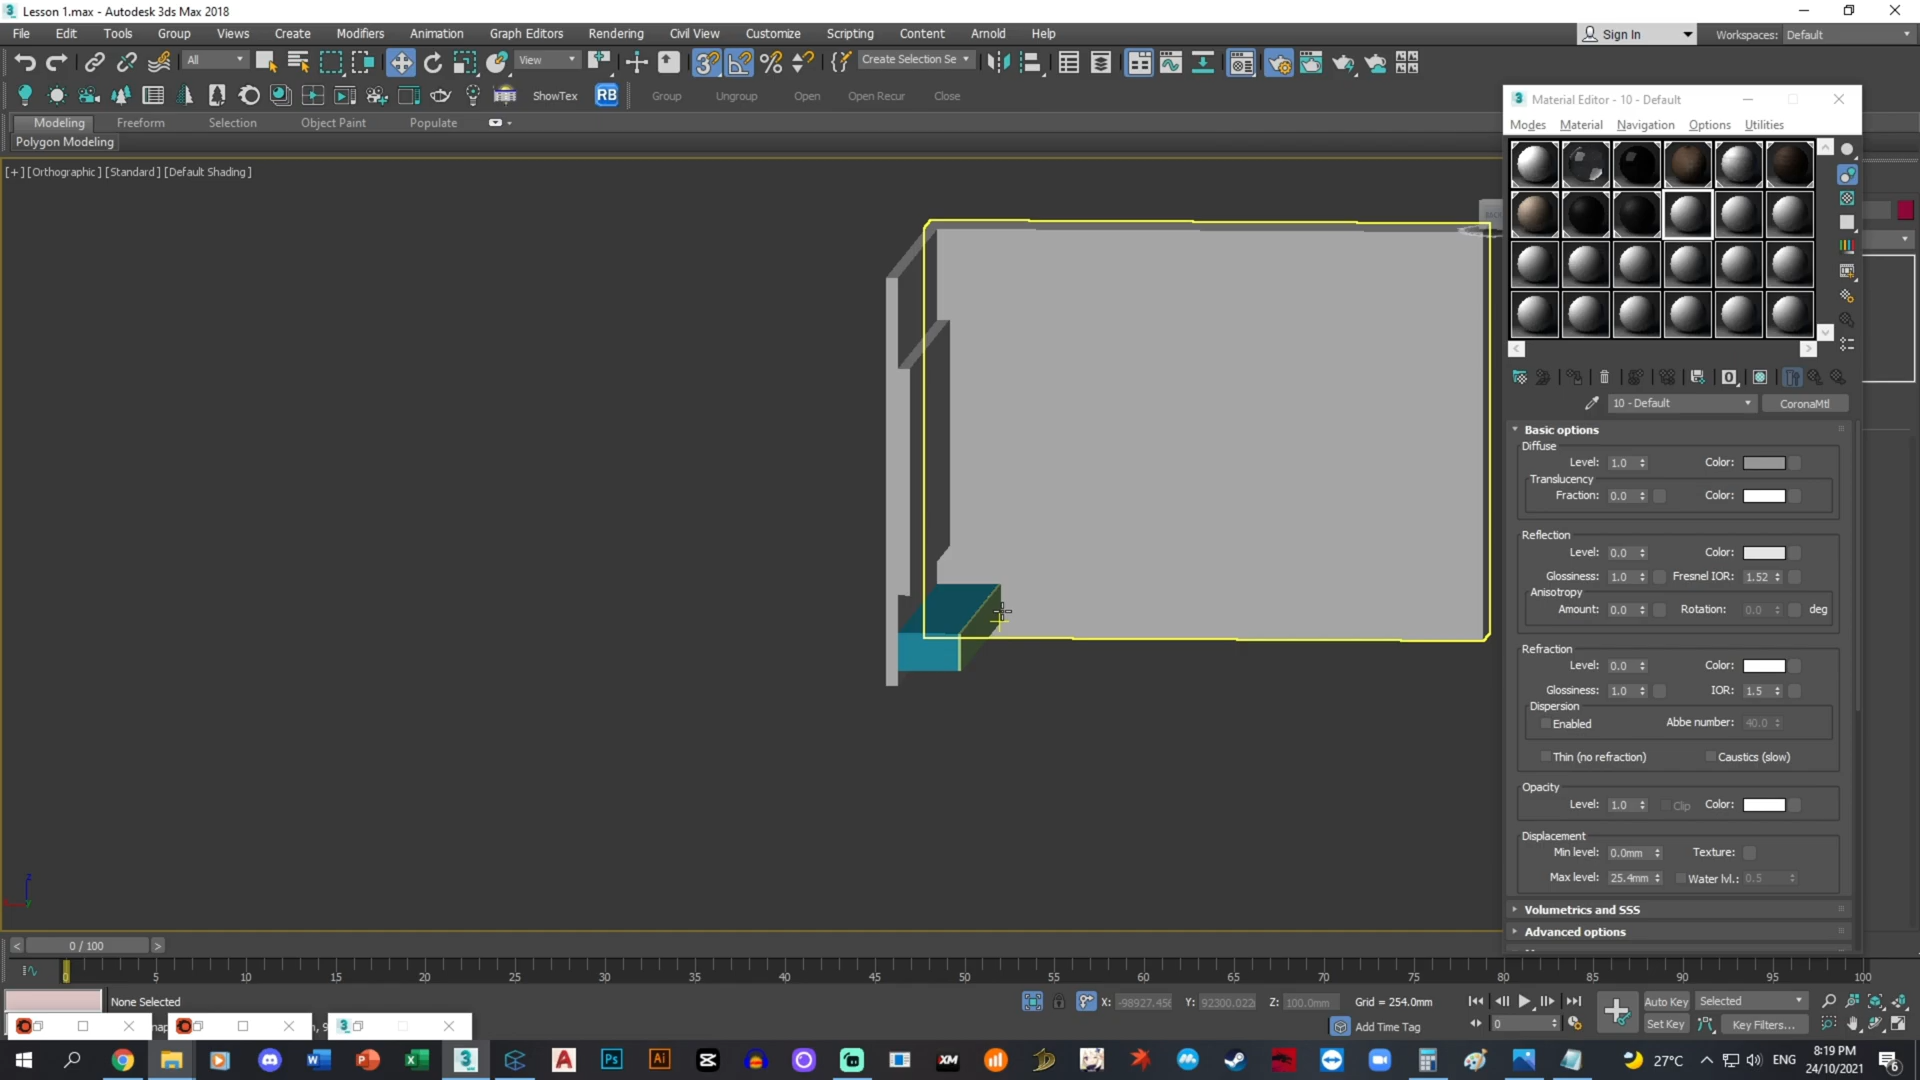 Lesson 1.max - Autodesk 3ds Max 2018
File Edit Tools Group Views Create Modifiers Animation Graph Editors Rendering Civil View Customize Scripting Content Arnold Help
Sign In Workspaces: Default
All View Create Selection Se
ShowTex RB Group Ungroup Open Open Recur Close
Modeling Freeform Selection Object Paint Populate
Polygon Modeling
[+] [Orthographic] [Standard] [Default Shading]
Material Editor - 10 - Default
Modes Material Navigation Options Utilities
10 - Default CoronaMtl
Basic options
Diffuse
Level: 1.0 Color:
Translucency
Fraction: 0.0 Color:
Reflection
Level: 0.0 Color:
Glossiness: 1.0 Fresnel IOR: 1.52
Anisotropy
Amount: 0.0 Rotation: 0.0 deg
Refraction
Level: 0.0 Color:
Glossiness: 1.0 IOR: 1.5
Dispersion
Enabled Abbe number: 40.0
Thin (no refraction) Caustics (slow)
Opacity
Level: 1.0 Clip Color:
Displacement
Min level: 0.0mm Texture:
Max level: 25.4mm Water lvl.: 0.5
Volumetrics and SSS
Advanced options
z
0 / 100
0 5 10 15 20 25 30 35 40 45 50 55 60 65 70 75 80 85 90 95 100
None Selected X: Y: Z: 100.0mm Grid = 254.0mm Auto Key Selected
Add Time Tag 0 Set Key Key Filters...
27°C ENG 8:19 PM
24/10/2021